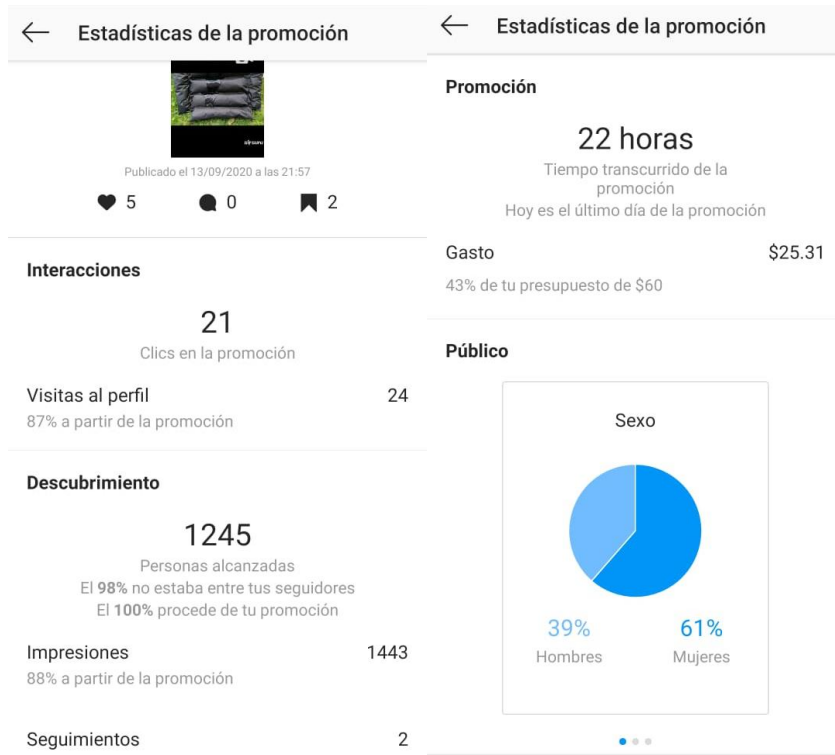 Estadísticas de la promoción
Publicado el 13/09/2020 a las 21:57
5
0
2
Interacciones
21
Clics en la promoción
Visitas al perfil
24
87% a partir de la promoción
Descubrimiento
1245
Personas alcanzadas
El 98% no estaba entre tus seguidores
El 100% procede de tu promoción
Impresiones
1443
88% a partir de la promoción
Seguimientos
2
Estadísticas de la promoción
Promoción
22 horas
Tiempo transcurrido de la
promoción
Hoy es el último día de la promoción
Gasto
$25.31
43% de tu presupuesto de $60
Público
Sexo
39%
Hombres
61%
Mujeres